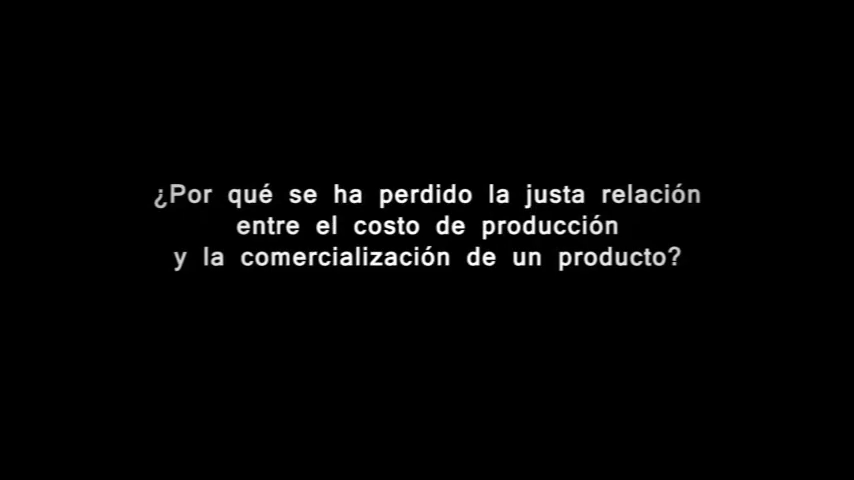 ¿Por qué se ha perdido la justa relación
entre el costo de producción
y la comercialización de un producto?